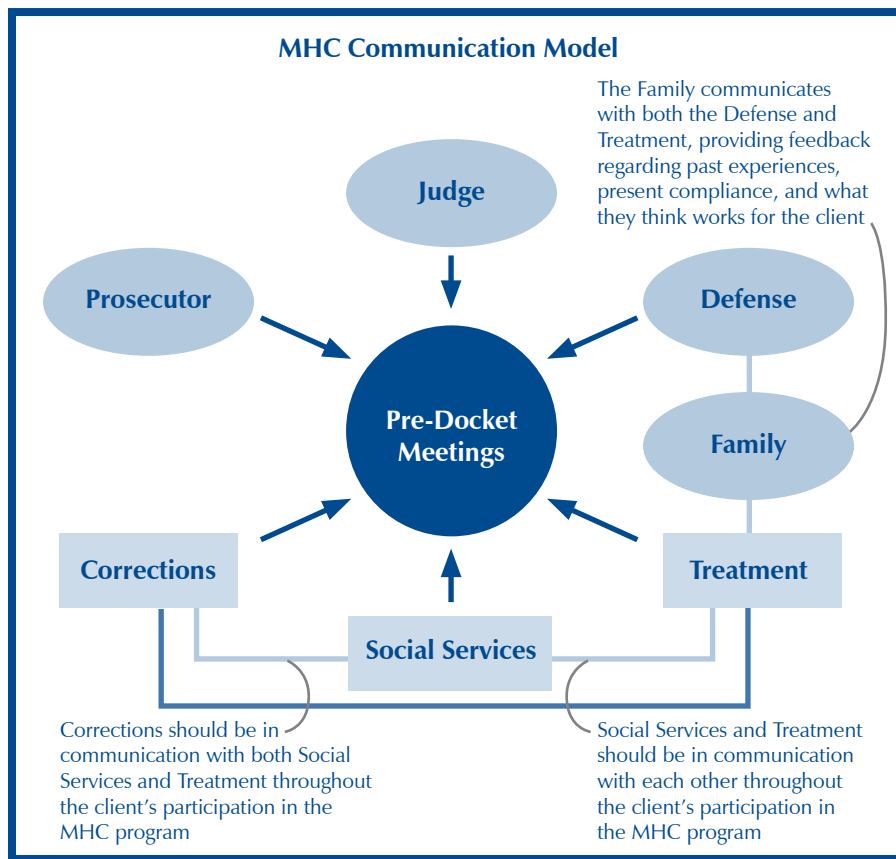 MHC Communication Model
The Family communicates
with both the Defense and
Treatment, providing feedback
regarding past experiences,
present compliance, and what
they think works for the client
Judge
Prosecutor
Defense
Pre-Docket
Meetings
Family
Corrections
Treatment
Social Services
Corrections should be in
communication with both Social
Services and Treatment throughout
the client’s participation in the
MHC program
Social Services and Treatment
should be in communication
with each other throughout
the client’s participation in
the MHC program